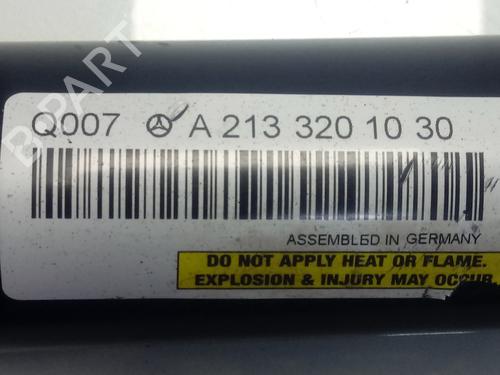 Q007 A 213 320 10 30
ASSEMBLED IN GERMANY
DO NOT APPLY HEAT OR FLAME.
EXPLOSION & INJURY MAY OCCUR.
B-PART